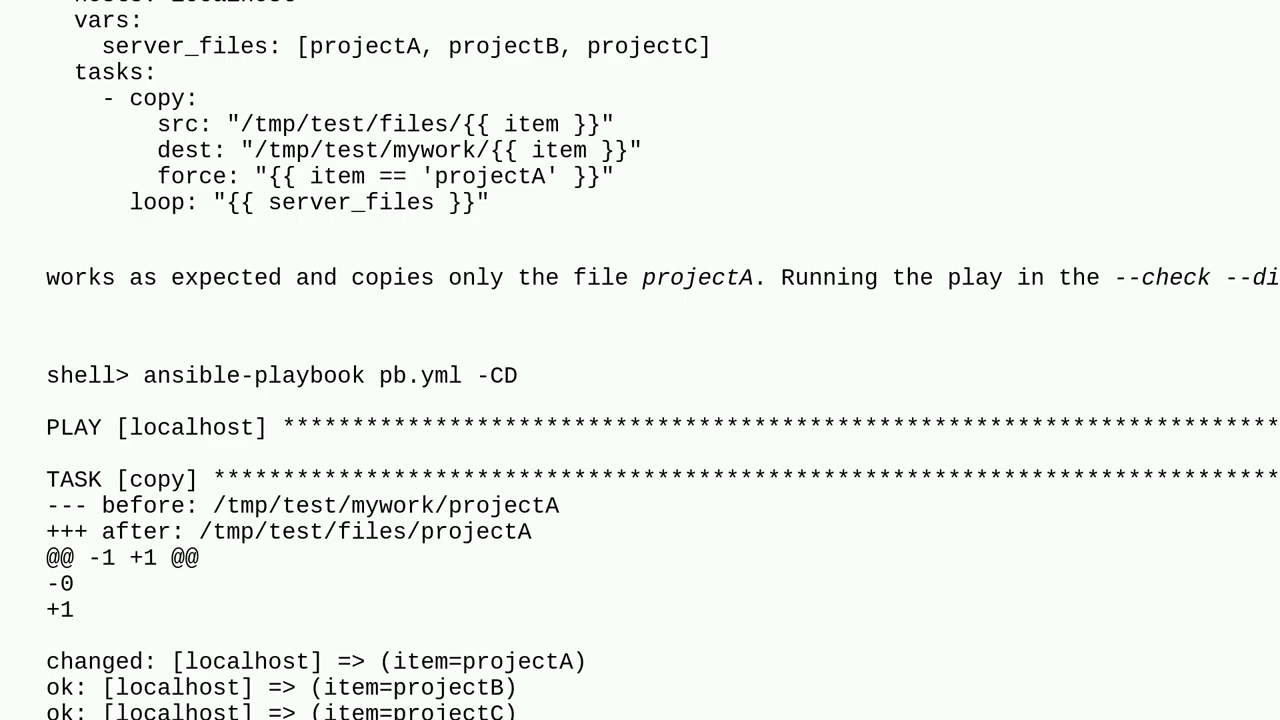 hosts: localhost
vars:
server_files: [projectA, projectB, projectC]
tasks:
- copy:
src: "/tmp/test/files/{{ item }}"
dest: "/tmp/test/mywork/{{ item }}"
force: "{{ item == 'projectA' }}"
loop: "{{ server_files }}"
works as expected and copies only the file projectA. Running the play in the --check --di
shell> ansible-playbook pb.yml -CD
PLAY [localhost] ************************************************************************
TASK [copy] *****************************************************************************
--- before: /tmp/test/mywork/projectA
+++ after: /tmp/test/files/projectA
@@ -1 +1 @@
-0
+1
changed: [localhost] => (item=projectA)
ok: [localhost] => (item=projectB)
ok: [localhost] => (item=projectC)